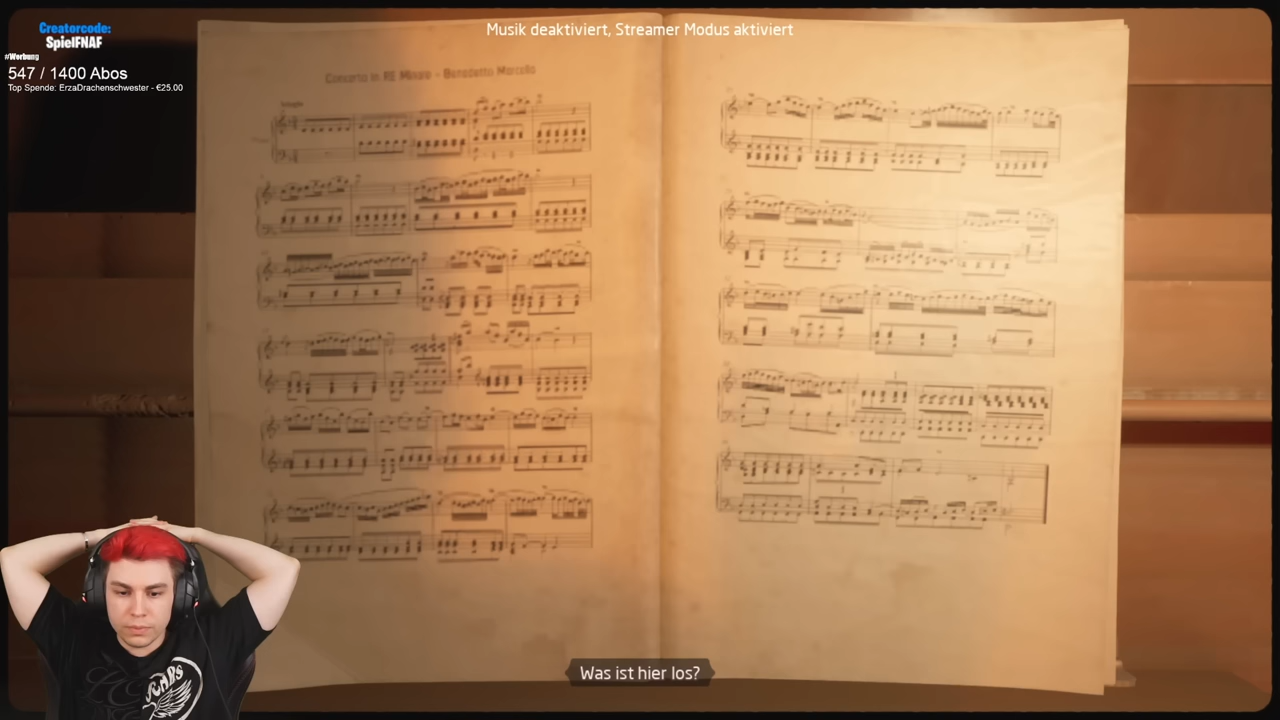 Creatorcode:
SpielFNAF
#Werbung
547 / 1400 Abos
Top Spende: ErzaDrachenschwester - €25.00
Musik deaktiviert, Streamer Modus aktiviert
Concerto in RE Minore - Benedetto Marcello
Adagio
Was ist hier los?